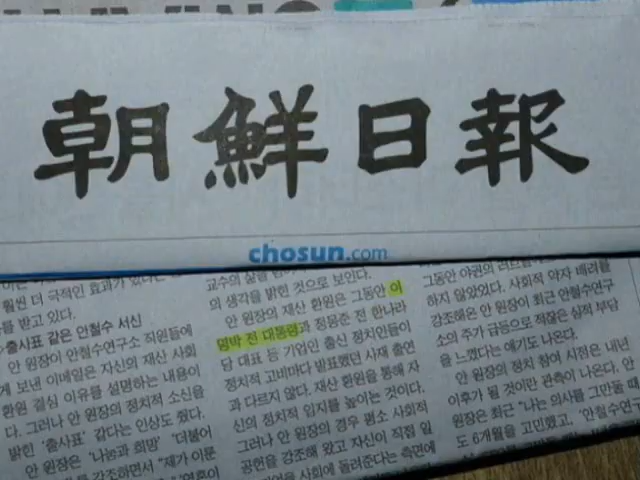 朝鮮日報
chosun.com
훨씬 더 극적인 효과가 있다는
를 받고 있다.
출사표 같은 안철수 서신
안 원장이 안철수연구소 직원들에
게 보낸 이메일은 자신의 재산 사회
환원 결심 이유를 설명하는 내용이
다. 그러나 안 원장의 정치적 소신을
밝힌 '출사표' 같다는 인상도 줬다.
안 원장은 '나눔과 희망' '더불어
강조하면서 "제가 이룬
의 생각을 밝힌 것으로 보인다.
안 원장의 재산 환원은 그동안 이
명박 전 대통령과 정몽준 전 한나라
당 대표 등 기업인 출신 정치인들이
정치적 고비마다 발표했던 사재 출연
과 다르지 않다. 재산 환원을 통해 자
신의 정치적 입지를 높이는 것이다.
그러나 안 원장의 경우 평소 사회적
공헌을 강조해 왔고 자신이 직접 일
사회에 돌려준다는 측면에
그동안 야권의
하지 않았었다. 사회적 약자 배려를
강조해온 안 원장이 최근 안철수연구
소의 주가 급등으로 적잖은 심적 부담
을 느꼈다는 얘기도 나온다.
안 원장의 정치 참여 시점은 내년
이후가 될 것이란 관측이 나온다. 안
원장은 최근 "나는 의사를 그만둘 때
도 6개월을 고민했고, '안철수연구